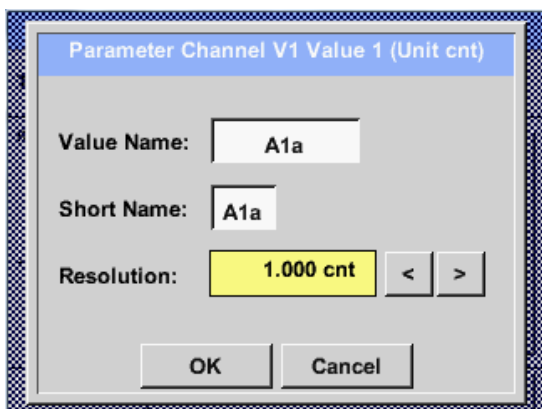 Parameter Channel V1 Value 1 (Unit cnt)
Value Name: A1a
Short Name: A1a
Resolution: 1.000 cnt < >
OK Cancel